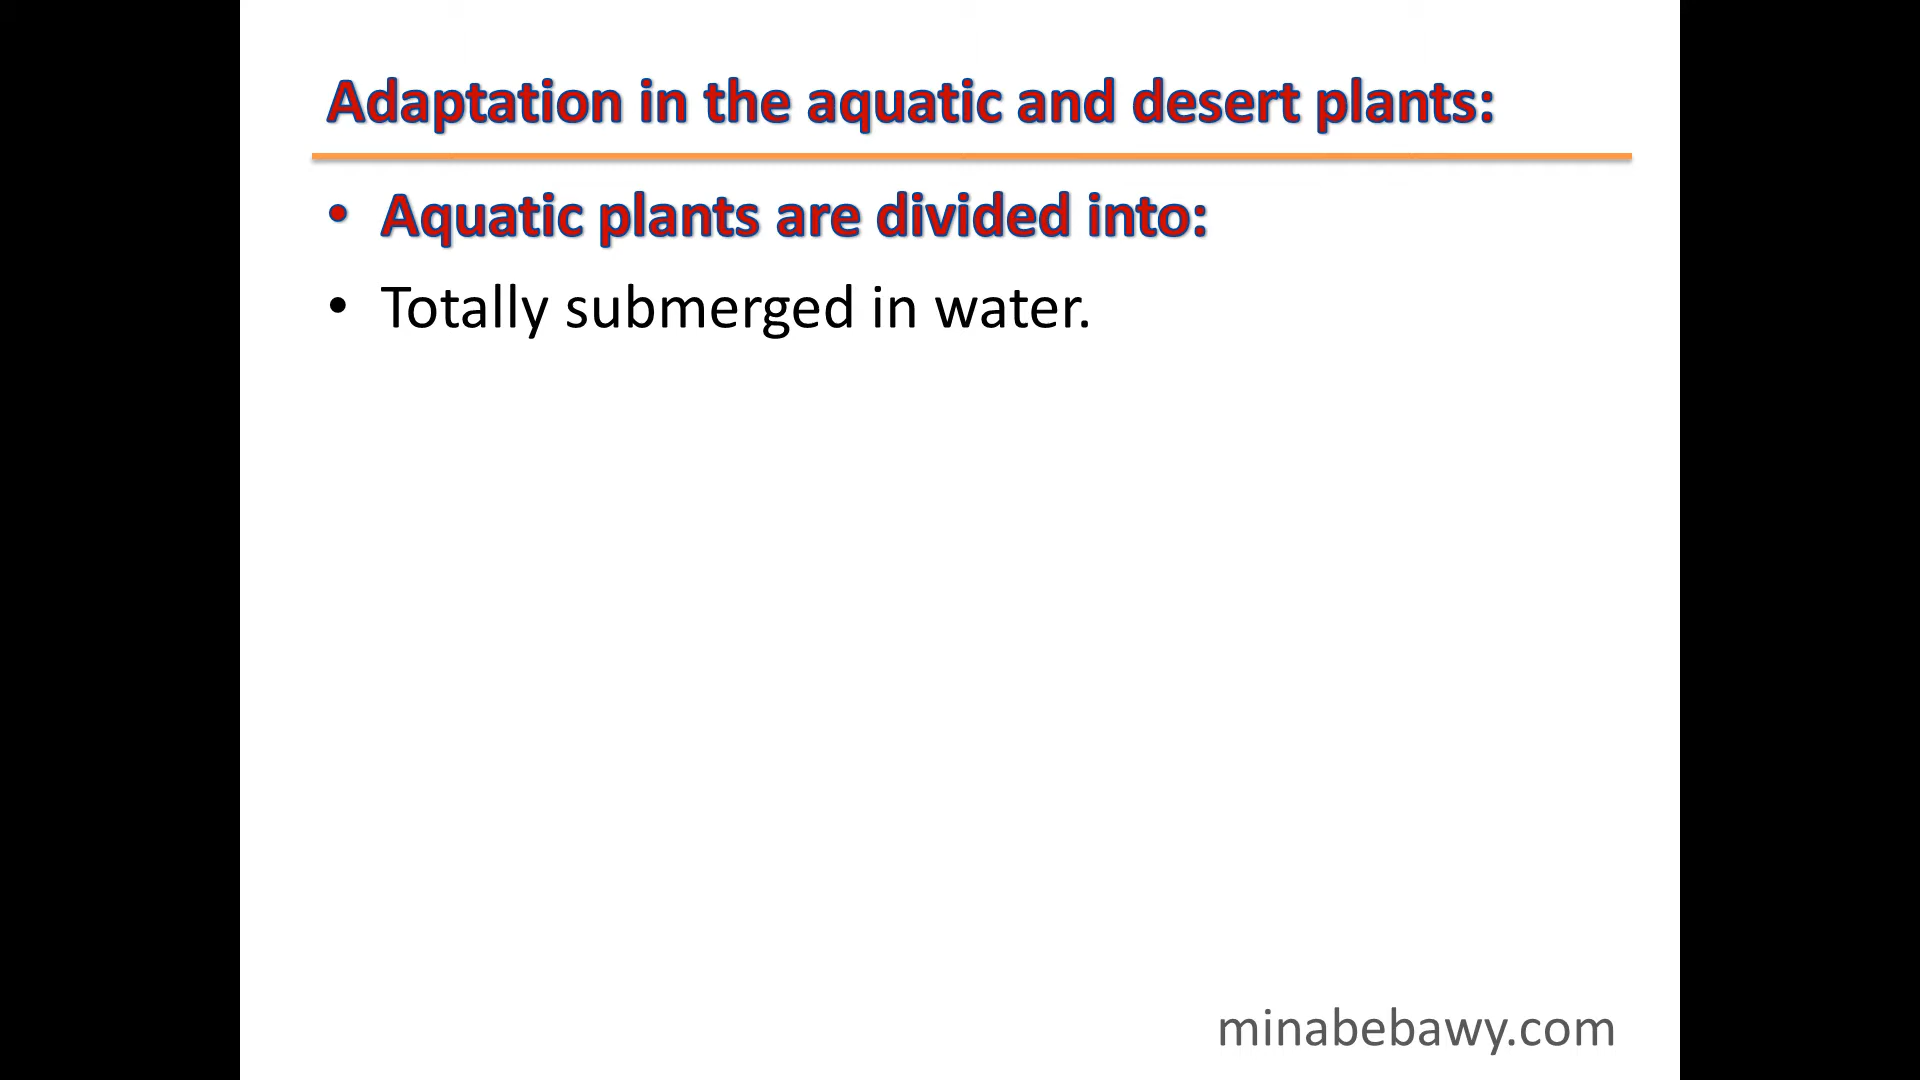 Adaptation in the aquatic and desert plants:
• Aquatic plants are divided into:
• Totally submerged in water.
minabebawy.com